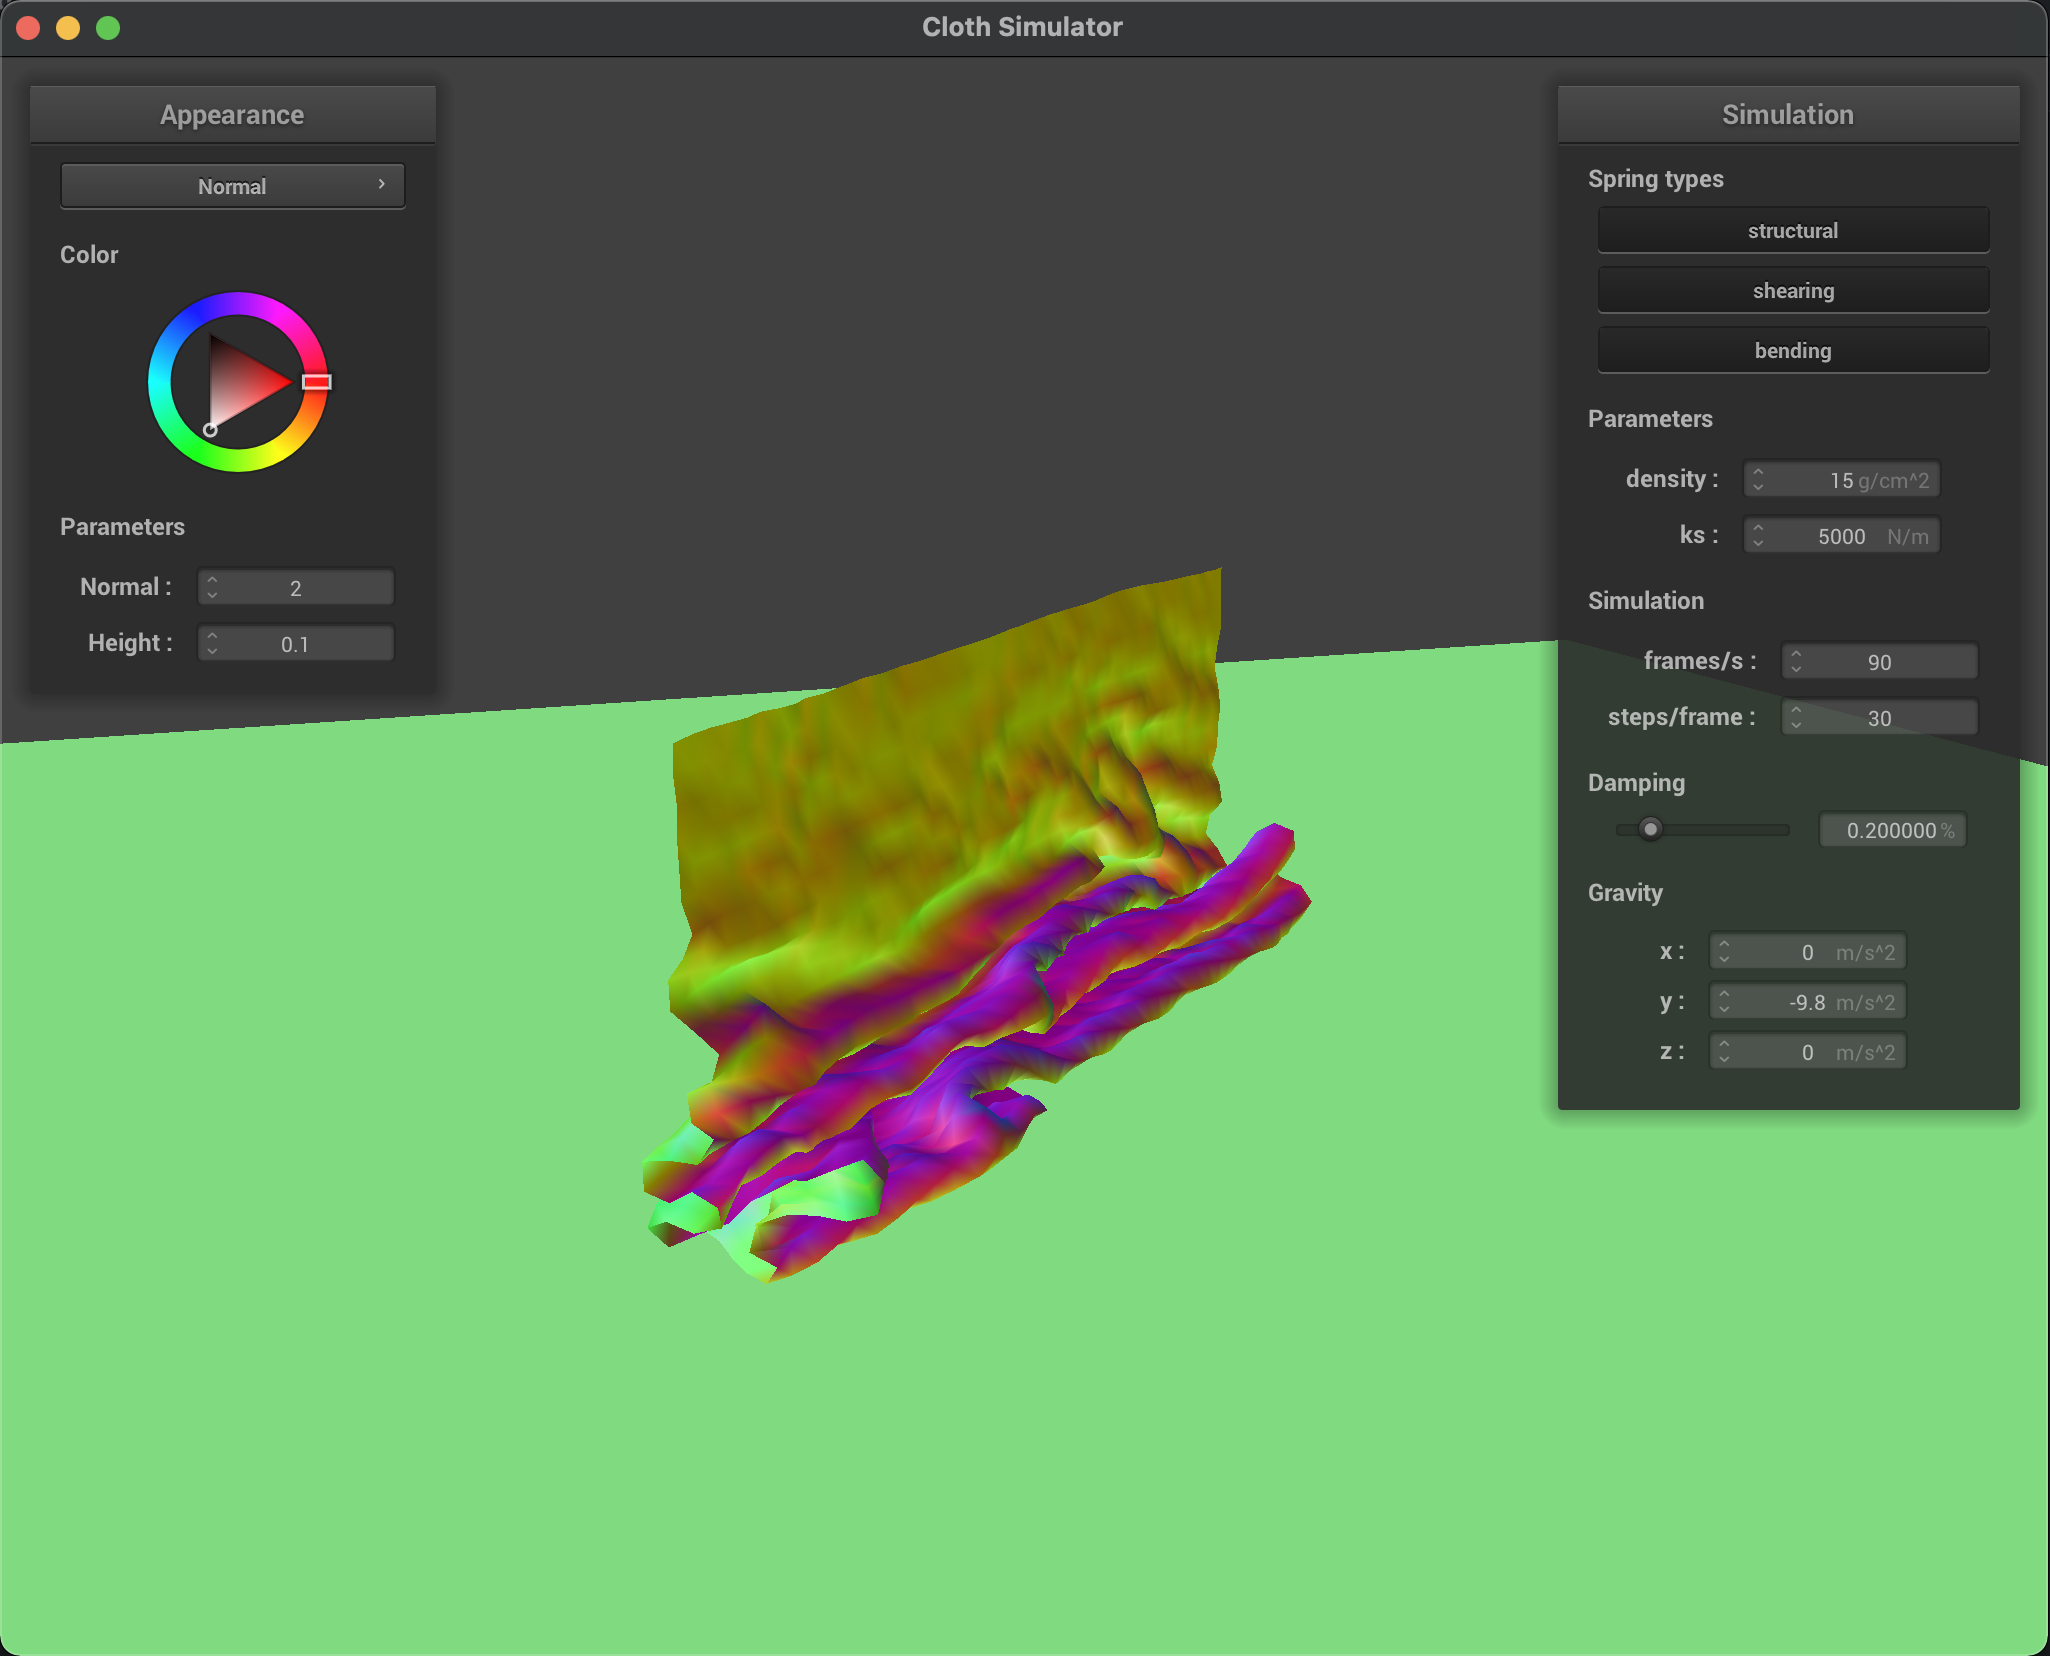 Cloth Simulator
Appearance
Normal
Color
Parameters
Normal : 2
Height : 0.1
Simulation
Spring types
structural
shearing
bending
Parameters
density : 15 g/cm^2
ks : 5000 N/m
Simulation
frames/s : 90
steps/frame : 30
Damping
0.200000 %
Gravity
x : 0 m/s^2
y : -9.8 m/s^2
z : 0 m/s^2